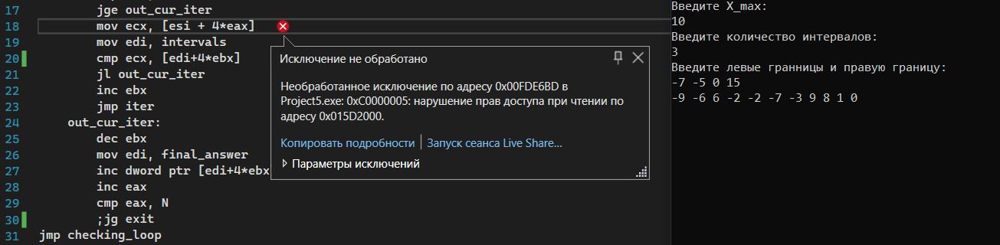 17 jge out_cur_iter
18 mov ecx, [esi + 4*eax]
19 mov edi, intervals
20 cmp ecx, [edi+4*ebx]
21 jl out_cur_iter
22 inc ebx
23 jmp iter
24 out_cur_iter:
25 dec ebx
26 mov edi, final_answer
27 inc dword ptr [edi+4*ebx
28 inc eax
29 cmp eax, N
30 ;jg exit
31 jmp checking_loop
Исключение не обработано
Необработанное исключение по адресу 0x00FDE6BD в
Project5.exe: 0xC0000005: нарушение прав доступа при чтении по
адресу 0x015D2000.
Копировать подробности | Запуск сеанса Live Share...
Параметры исключений
Введите X_max:
10
Введите количество интервалов:
3
Введите левые гранницы и правую границу:
-7 -5 0 15
-9 -6 6 -2 -2 -7 -3 9 8 1 0